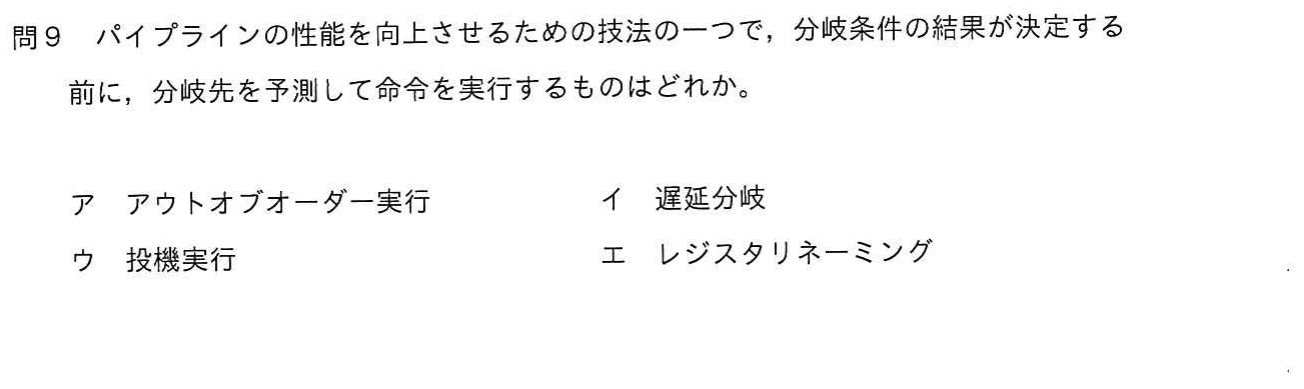 問９　パイプラインの性能を向上させるための技法の一つで，分岐条件の結果が決定する
前に，分岐先を予測して命令を実行するものはどれか。
ア　アウトオブオーダー実行　　イ　遅延分岐
ウ　投機実行　　エ　レジスタリネーミング